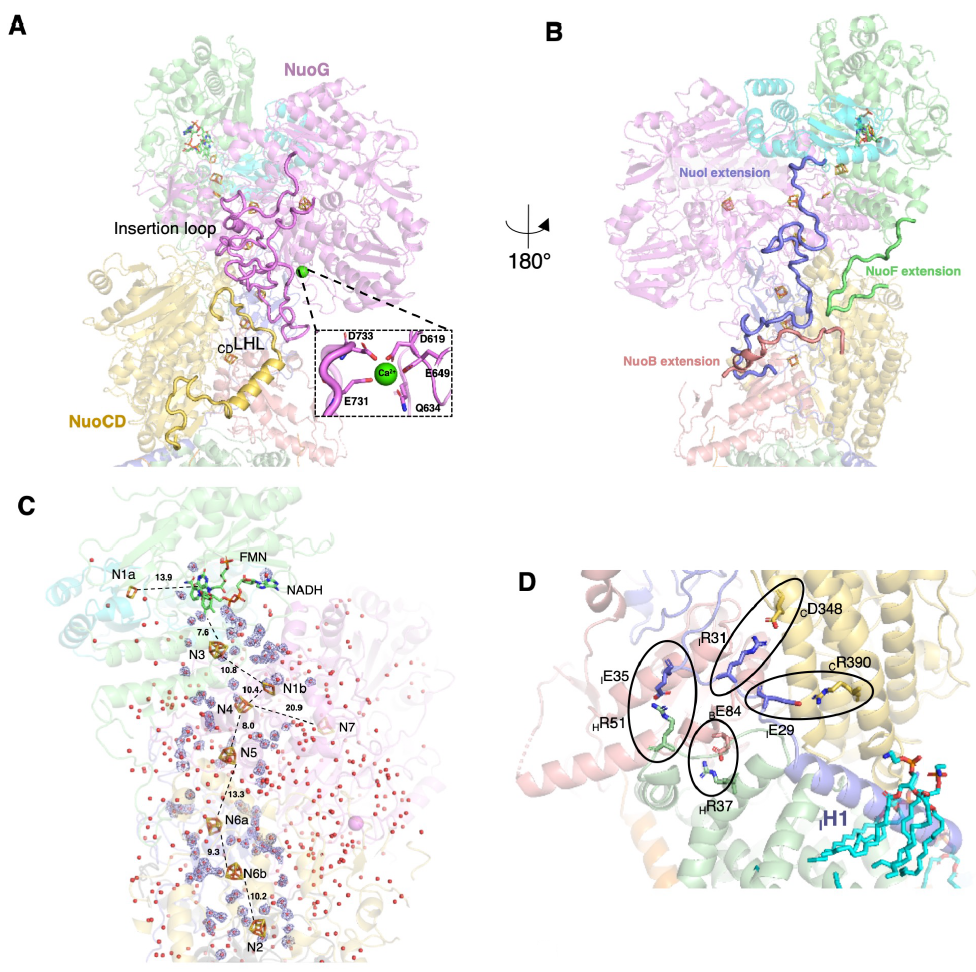 A
NuoG
Insertion loop
CDLHL
NuoCD
D733
D619
Ca2+
E649
E731
Q634
180°
B
NuoI extension
NuoF extension
NuoB extension
C
FMN
N1a
13.9
NADH
7.6
N3
10.8
10.4
N1b
N4
20.9
N7
8.0
N5
13.3
N6a
9.3
N6b
10.2
N2
D
CD348
IR31
IE35
CR390
HR51
BE84
IE29
HR37
IH1